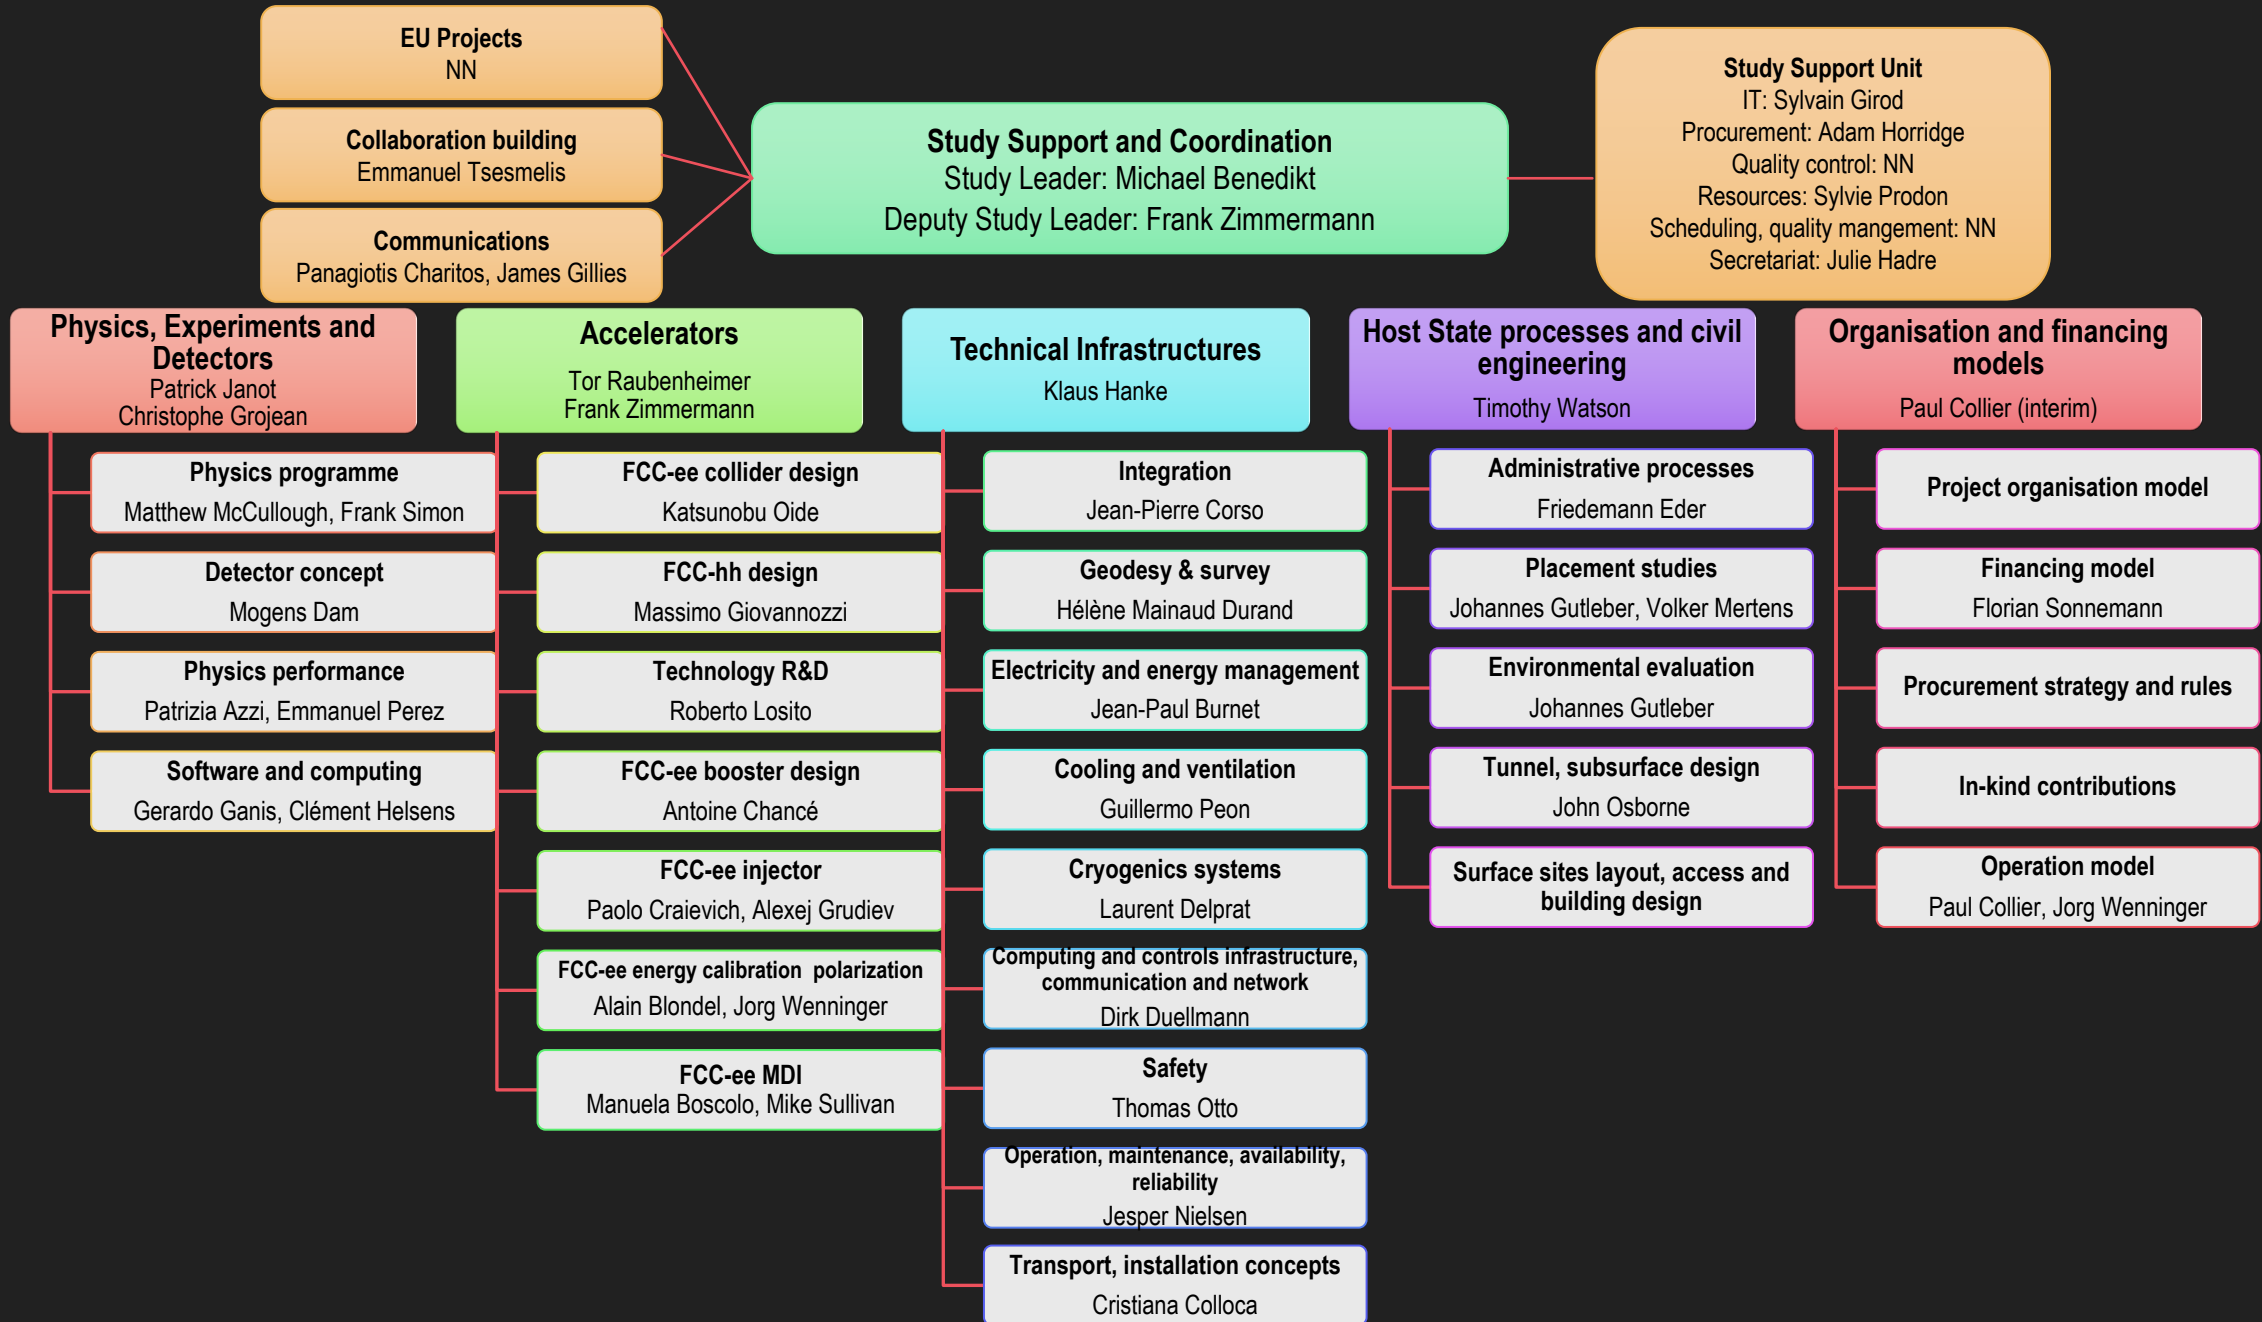 EU Projects
NN
Collaboration building
Emmanuel Tsesmelis
Communications
Panagiotis Charitos, James Gillies
Study Support and Coordination
Study Leader: Michael Benedikt
Deputy Study Leader: Frank Zimmermann
Study Support Unit
IT: Sylvain Girod
Procurement: Adam Horridge
Quality control: NN
Resources: Sylvie Prodon
Scheduling, quality mangement: NN
Secretariat: Julie Hadre
Physics, Experiments and
Detectors
Patrick Janot
Christophe Grojean
Physics programme
Matthew McCullough, Frank Simon
Detector concept
Mogens Dam
Physics performance
Patrizia Azzi, Emmanuel Perez
Software and computing
Gerardo Ganis, Clément Helsens
Accelerators
Tor Raubenheimer
Frank Zimmermann
FCC-ee collider design
Katsunobu Oide
FCC-hh design
Massimo Giovannozzi
Technology R&D
Roberto Losito
FCC-ee booster design
Antoine Chancé
FCC-ee injector
Paolo Craievich, Alexej Grudiev
FCC-ee energy calibration  polarization
Alain Blondel, Jorg Wenninger
FCC-ee MDI
Manuela Boscolo, Mike Sullivan
Technical Infrastructures
Klaus Hanke
Integration
Jean-Pierre Corso
Geodesy & survey
Hélène Mainaud Durand
Electricity and energy management
Jean-Paul Burnet
Cooling and ventilation
Guillermo Peon
Cryogenics systems
Laurent Delprat
Computing and controls infrastructure,
communication and network
Dirk Duellmann
Safety
Thomas Otto
Operation, maintenance, availability,
reliability
Jesper Nielsen
Transport, installation concepts
Cristiana Colloca
Host State processes and civil
engineering
Timothy Watson
Administrative processes
Friedemann Eder
Placement studies
Johannes Gutleber, Volker Mertens
Environmental evaluation
Johannes Gutleber
Tunnel, subsurface design
John Osborne
Surface sites layout, access and
building design
Organisation and financing
models
Paul Collier (interim)
Project organisation model
Financing model
Florian Sonnemann
Procurement strategy and rules
In-kind contributions
Operation model
Paul Collier, Jorg Wenninger